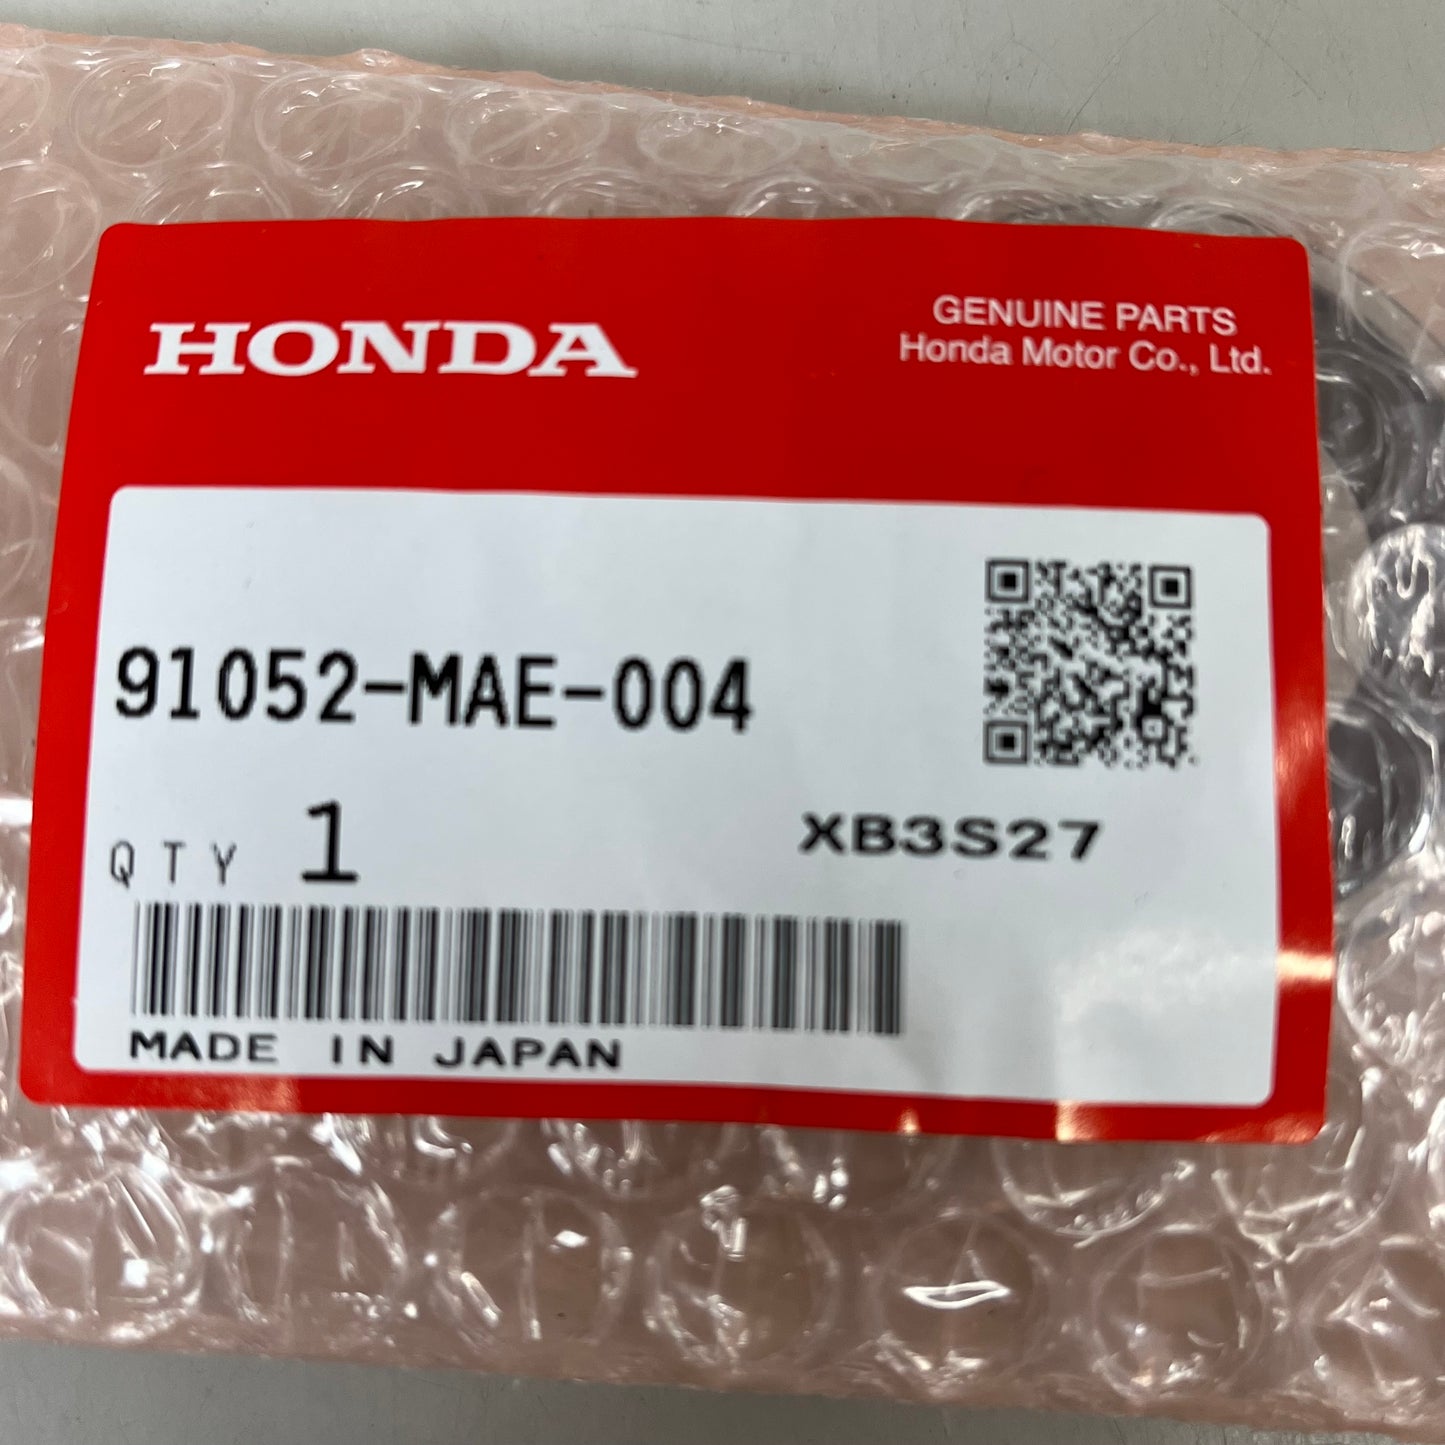 HONDA
GENUINE PARTS
Honda Motor Co., Ltd.
91052-MAE-004
QTY 1
XB3S27
MADE IN JAPAN